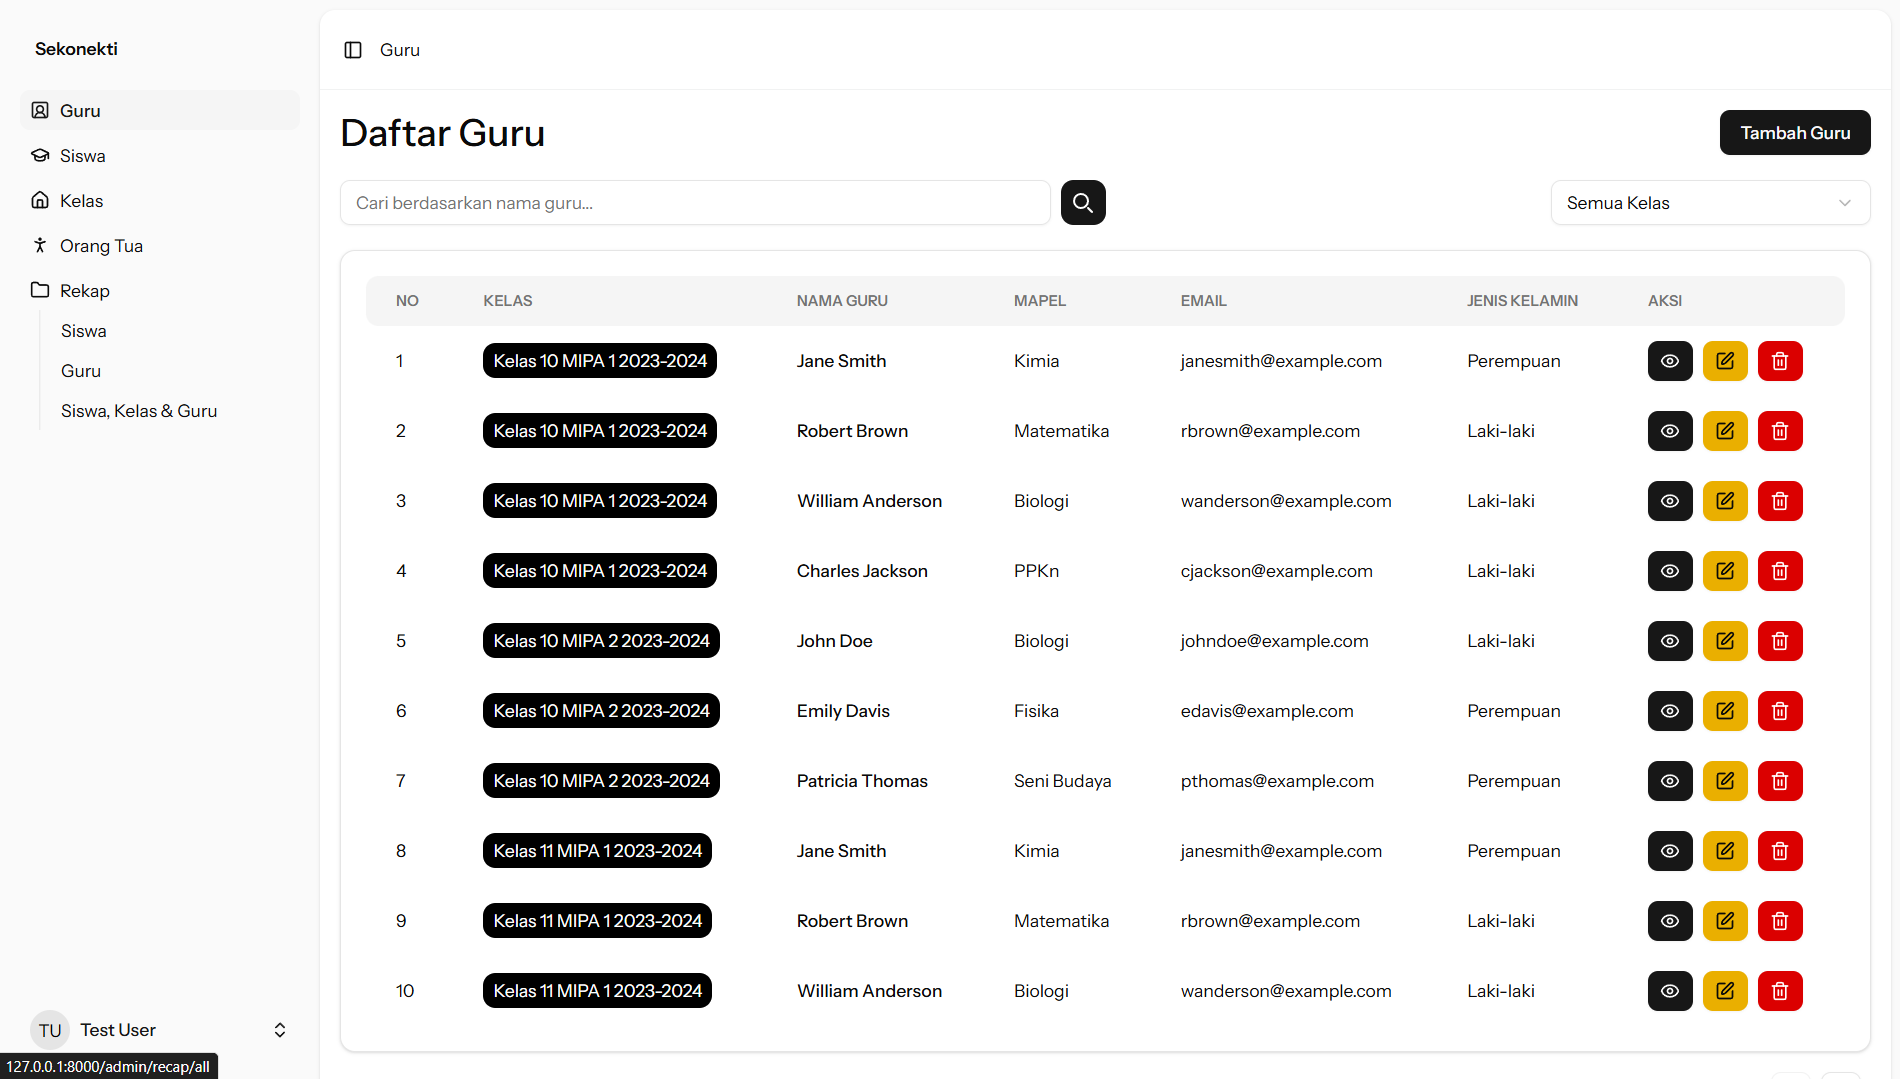 Sekonekti
Guru
Siswa
Kelas
Orang Tua
Rekap
Siswa
Guru
Siswa, Kelas & Guru
TU Test User
127.0.0.1:8000/admin/recap/all
Guru
Daftar Guru
Tambah Guru
Cari berdasarkan nama guru...
Semua Kelas
NO KELAS NAMA GURU MAPEL EMAIL JENIS KELAMIN AKSI
1 Kelas 10 MIPA 1 2023-2024 Jane Smith Kimia janesmith@example.com Perempuan
2 Kelas 10 MIPA 1 2023-2024 Robert Brown Matematika rbrown@example.com Laki-laki
3 Kelas 10 MIPA 1 2023-2024 William Anderson Biologi wanderson@example.com Laki-laki
4 Kelas 10 MIPA 1 2023-2024 Charles Jackson PPKn cjackson@example.com Laki-laki
5 Kelas 10 MIPA 2 2023-2024 John Doe Biologi johndoe@example.com Laki-laki
6 Kelas 10 MIPA 2 2023-2024 Emily Davis Fisika edavis@example.com Perempuan
7 Kelas 10 MIPA 2 2023-2024 Patricia Thomas Seni Budaya pthomas@example.com Perempuan
8 Kelas 11 MIPA 1 2023-2024 Jane Smith Kimia janesmith@example.com Perempuan
9 Kelas 11 MIPA 1 2023-2024 Robert Brown Matematika rbrown@example.com Laki-laki
10 Kelas 11 MIPA 1 2023-2024 William Anderson Biologi wanderson@example.com Laki-laki